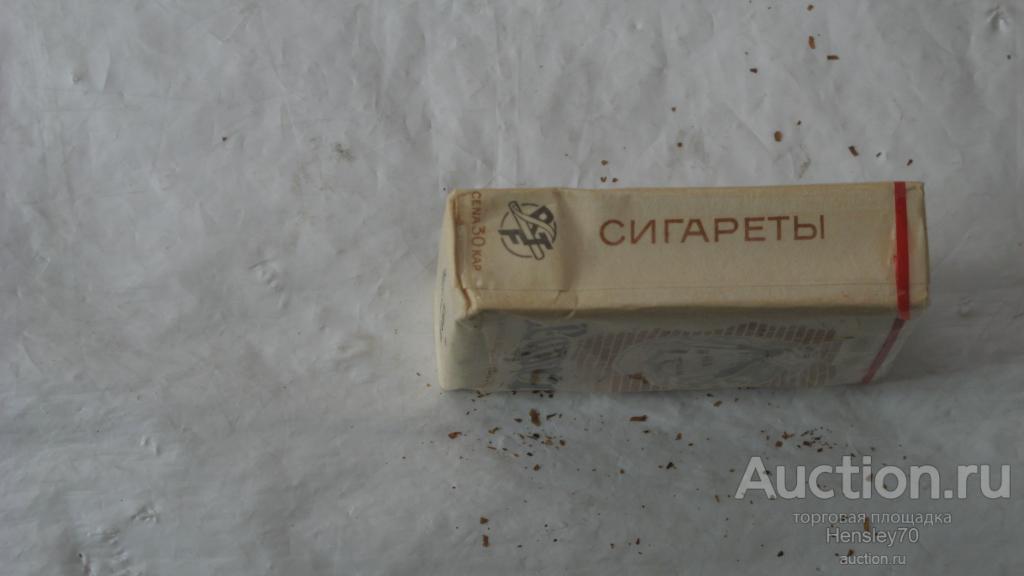 CENA 30 KAP
СИГАРЕТЫ
Auction.ru
торговая площадка
Hensley70
auction.ru